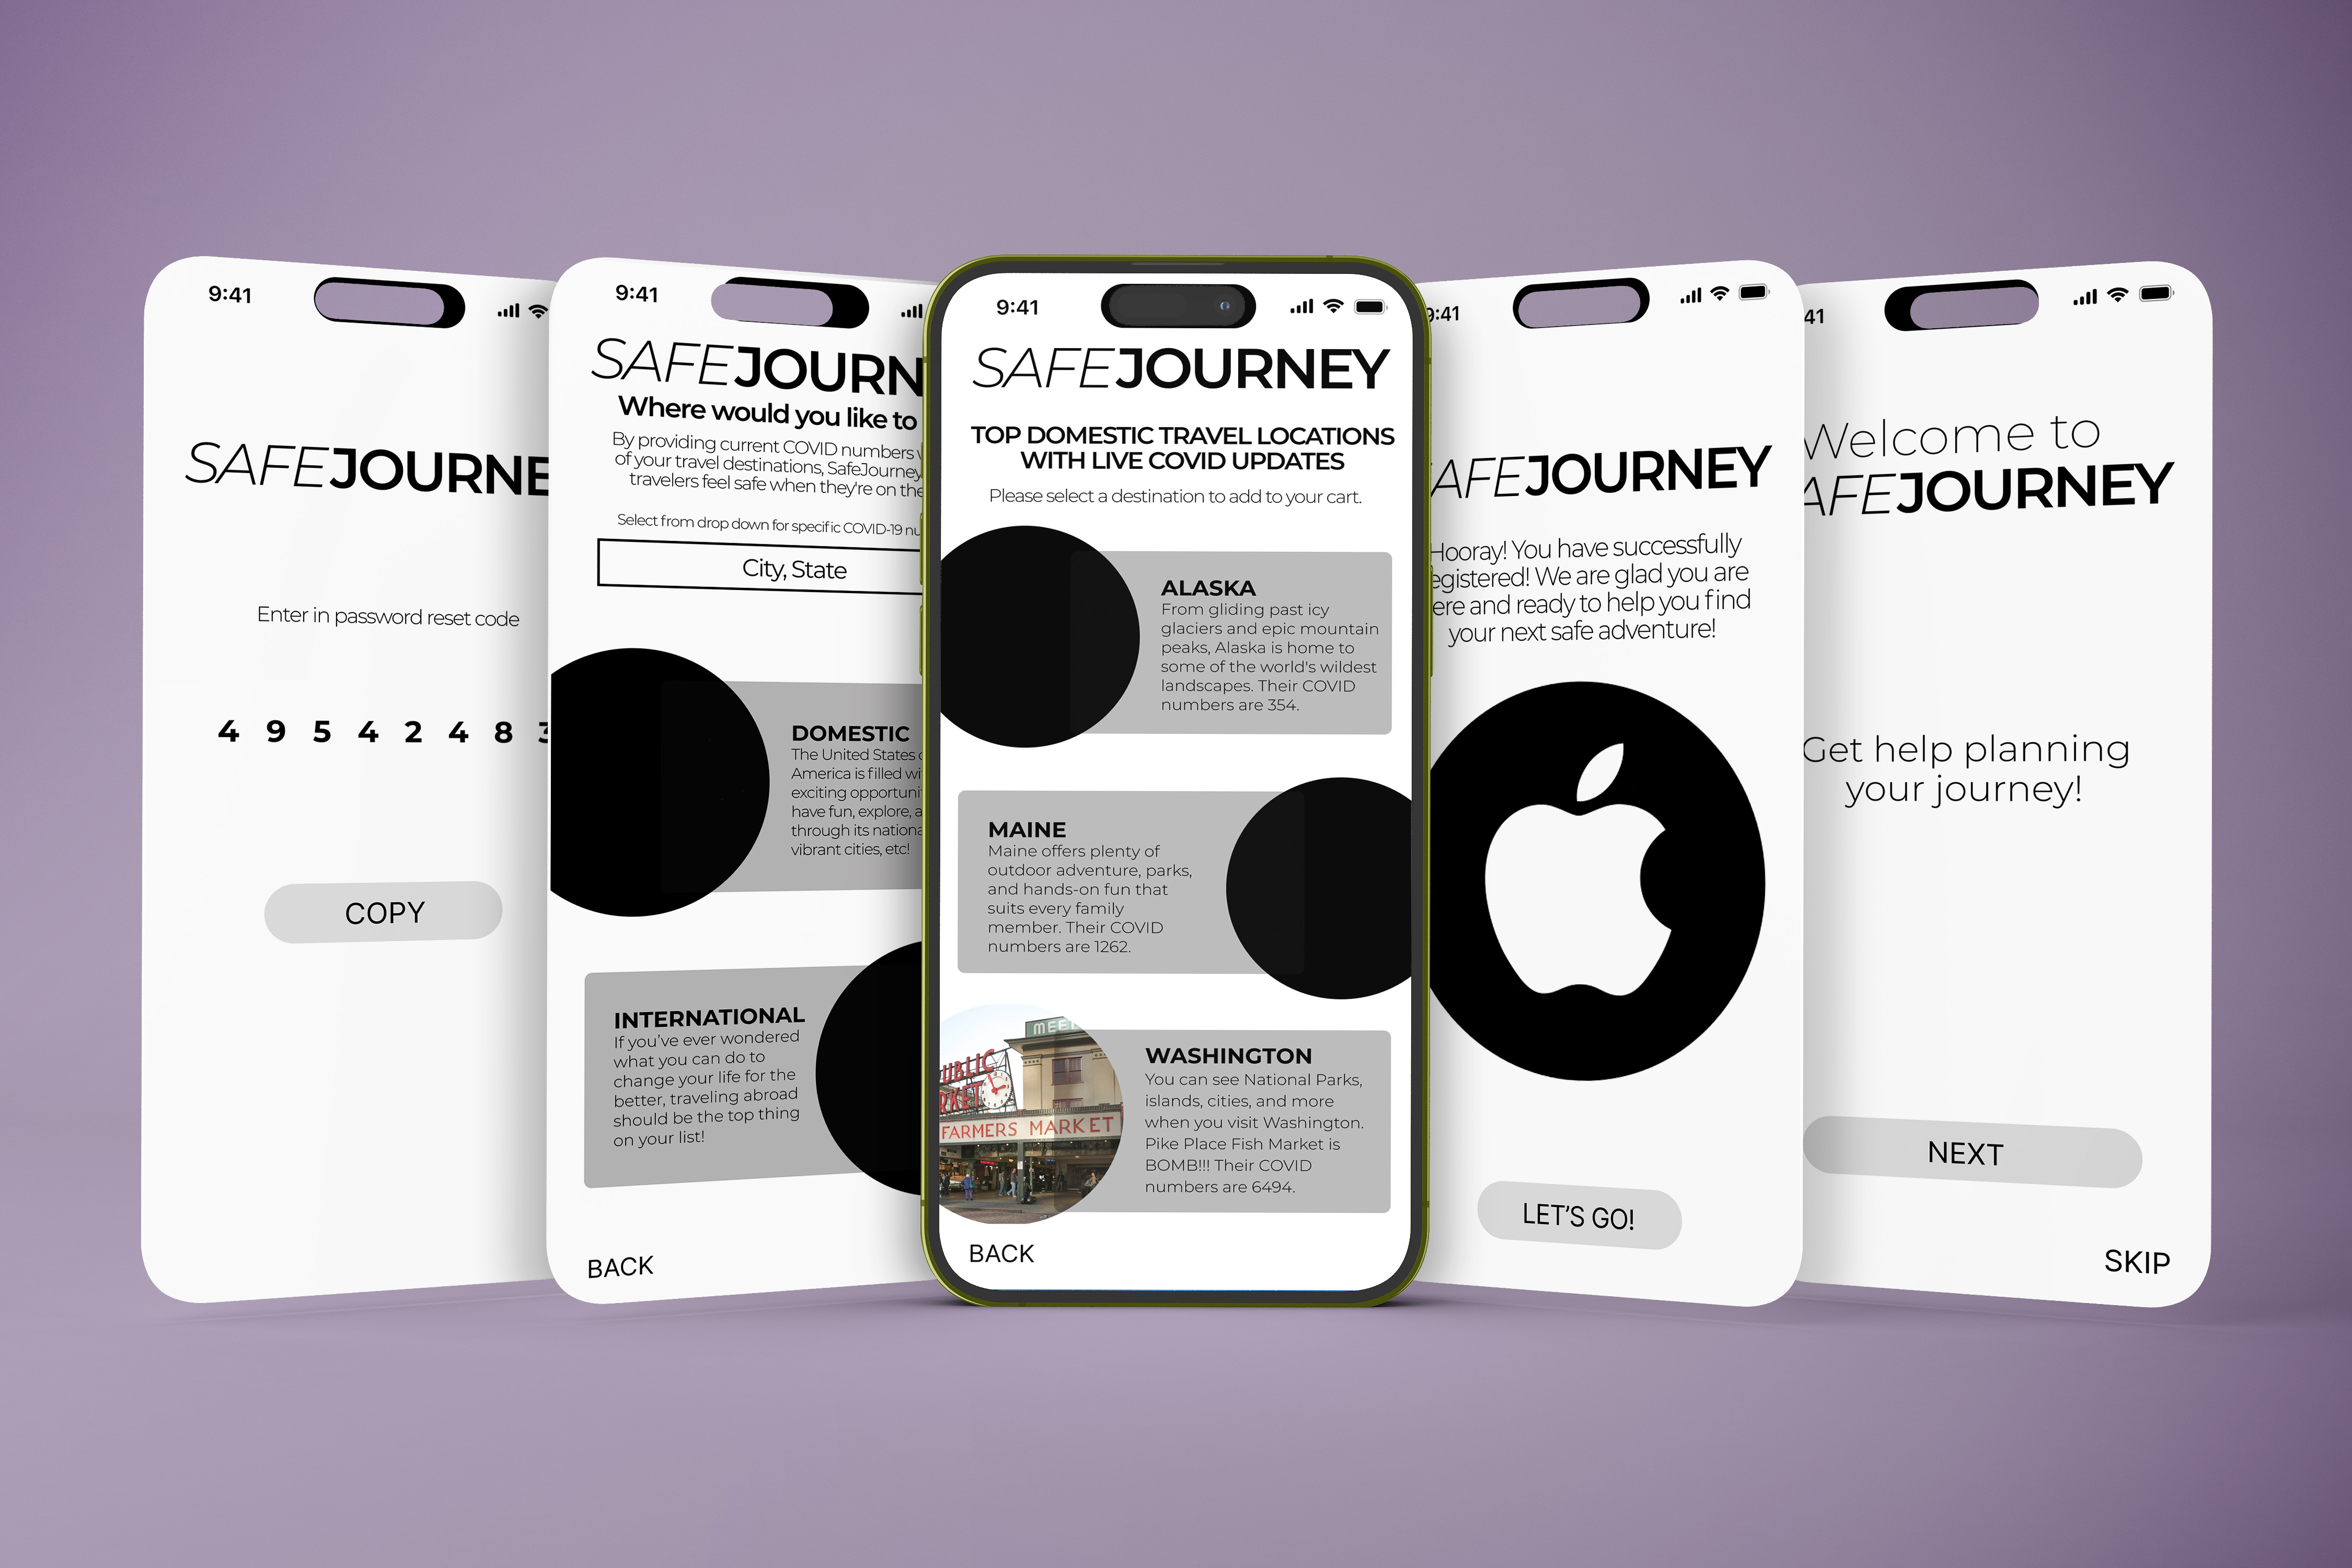 9:41
SAFEJOURNE
Enter in password reset code
4 9 5 4 2 4 8
COPY
9:41
SAFEJOURN
Where would you like to
By providing current COVID numbers
of your travel destinations, SafeJourney
travelers feel safe when they're on the
Select from drop down for specific COVID-19
City, State
DOMESTIC
The United States
America is filled
exciting
have fun, explore,
through its
vibrant cities, etc!
INTERNATIONAL
If you've ever wondered
what you can do to
change your life for the
better, traveling abroad
should be the top thing
on your list!
BACK
9:41
SAFEJOURNEY
TOP DOMESTIC TRAVEL LOCATIONS
WITH LIVE COVID UPDATES
Please select a destination to add to your cart.
ALASKA
From gliding past icy
glaciers and epic mountain
peaks, Alaska is home to
some of the world's wildest
landscapes. Their COVID
numbers are 354.
MAINE
Maine offers plenty of
outdoor adventure, parks,
and hands-on fun that
suits every family
member. Their COVID
numbers are 1262.
MEET
UBLIC
RKET
FARMERS MARKET
WASHINGTON
You can see National Parks,
islands, cities, and more
when you visit Washington.
Pike Place Fish Market is
BOMB!!! Their COVID
numbers are 6494.
BACK
9:41
AFEJOURNEY
Hooray! You have successfully
egistered! We are glad you are
ere and ready to help you find
your next safe adventure!
LET'S GO!
41
Welcome to
AFEJOURNEY
Get help planning
your journey!
NEXT
SKIP